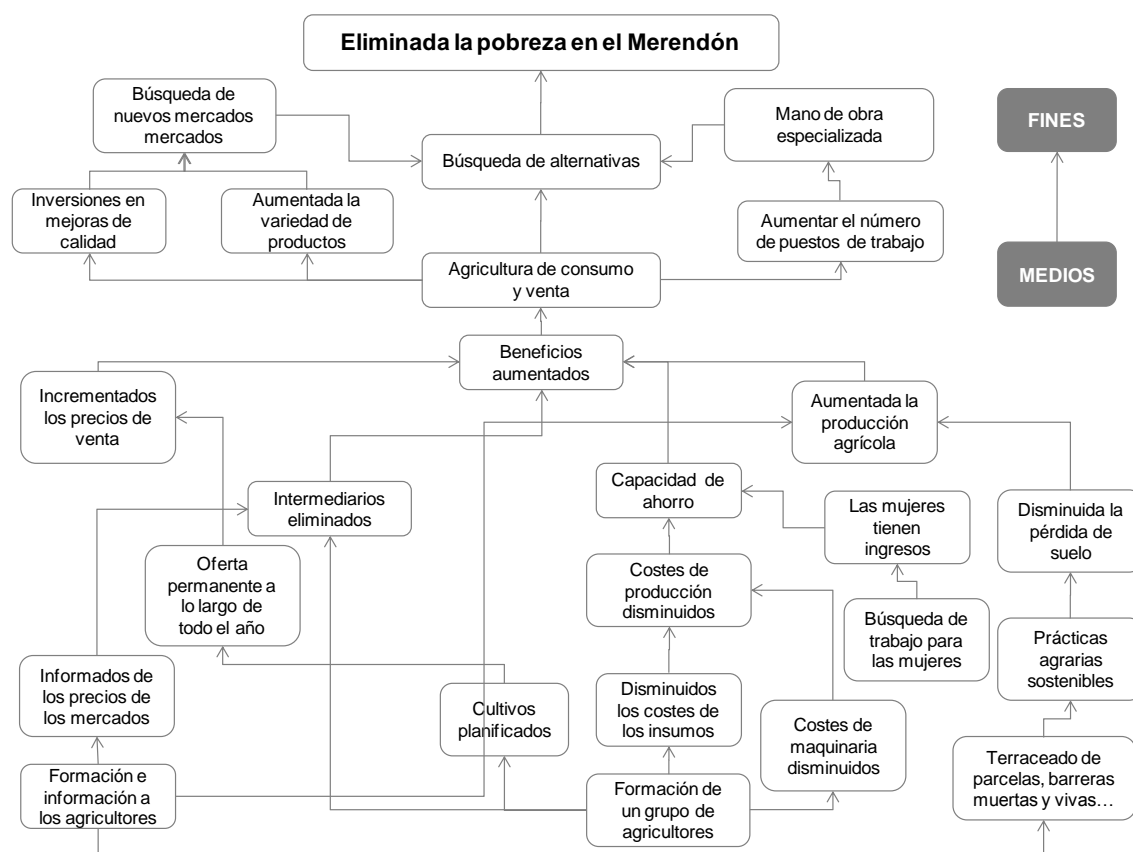 Eliminada la pobreza en el Merendón
Búsqueda de
nuevos mercados
mercados
Mano de obra
especializada
FINES
Búsqueda de alternativas
Inversiones en
mejoras de
calidad
Aumentada la
variedad de
productos
Aumentar el número
de puestos de trabajo
Agricultura de consumo
y venta
MEDIOS
Beneficios
aumentados
Incrementados
los precios de
venta
Aumentada la
producción
agrícola
Intermediarios
eliminados
Capacidad de
ahorro
Las mujeres
tienen
ingresos
Disminuida la
pérdida de
suelo
Oferta
permanente a
lo largo de
todo el año
Costes de
producción
disminuidos
Búsqueda de
trabajo para
las mujeres
Prácticas
agrarias
sostenibles
Informados de
los precios de
los mercados
Cultivos
planificados
Disminuidos
los costes de
los insumos
Costes de
maquinaria
disminuidos
Terraceado de
parcelas, barreras
muertas y vivas…
Formación e
información a
los agricultores
Formación de
un grupo de
agricultores